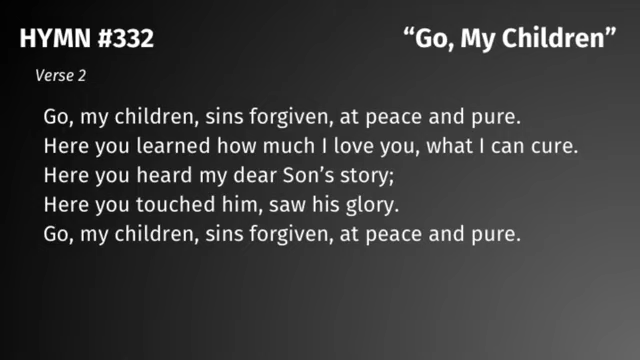 HYMN #332
“Go, My Children”
Verse 2
Go, my children, sins forgiven, at peace and pure.
Here you learned how much I love you, what I can cure.
Here you heard my dear Son’s story;
Here you touched him, saw his glory.
Go, my children, sins forgiven, at peace and pure.